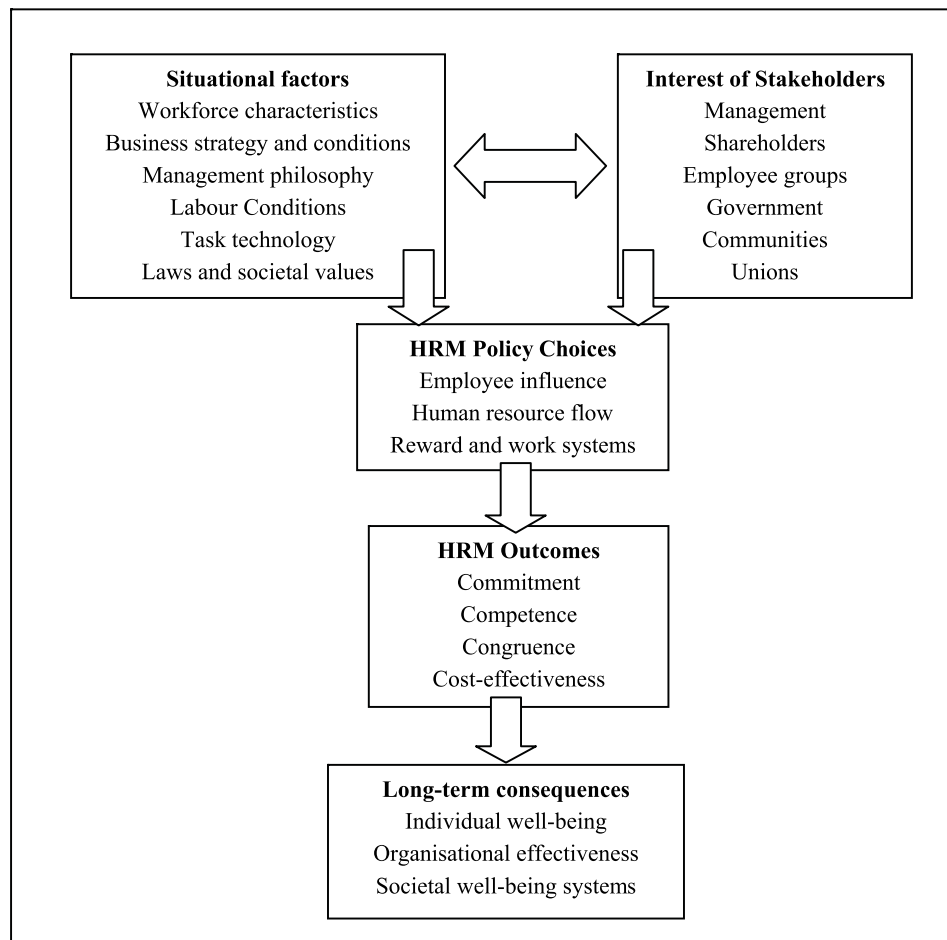 Situational factors
Workforce characteristics
Business strategy and conditions
Management philosophy
Labour Conditions
Task technology
Laws and societal values
Interest of Stakeholders
Management
Shareholders
Employee groups
Government
Communities
Unions
HRM Policy Choices
Employee influence
Human resource flow
Reward and work systems
HRM Outcomes
Commitment
Competence
Congruence
Cost-effectiveness
Long-term consequences
Individual well-being
Organisational effectiveness
Societal well-being systems